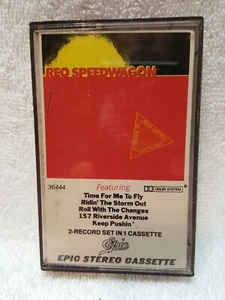 REO SPEEDWAGON
36444
Featuring
DOLBY SYSTEM
Time For Me To Fly
Ridin' The Storm Out
Roll With The Changes
157 Riverside Avenue
Keep Pushin'
2-RECORD SET IN 1 CASSETTE
Epic
EPIC STEREO CASSETTE